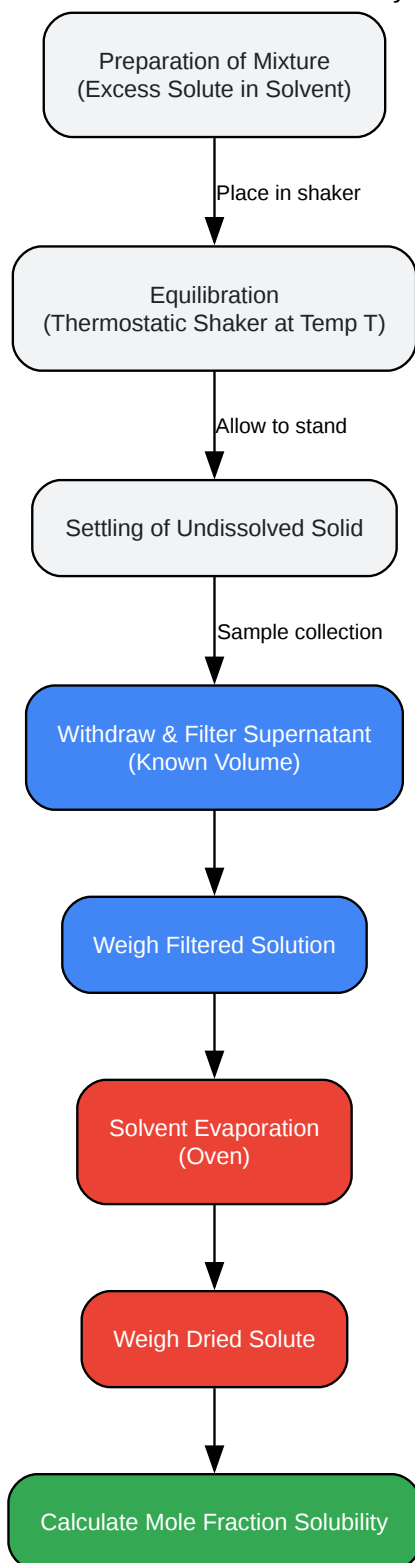 Preparation of Mixture
(Excess Solute in Solvent)
Place in shaker
Equilibration
(Thermostatic Shaker at Temp T)
Allow to stand
Settling of Undissolved Solid
Sample collection
Withdraw & Filter Supernatant
(Known Volume)
Weigh Filtered Solution
Solvent Evaporation
(Oven)
Weigh Dried Solute
Calculate Mole Fraction Solubility